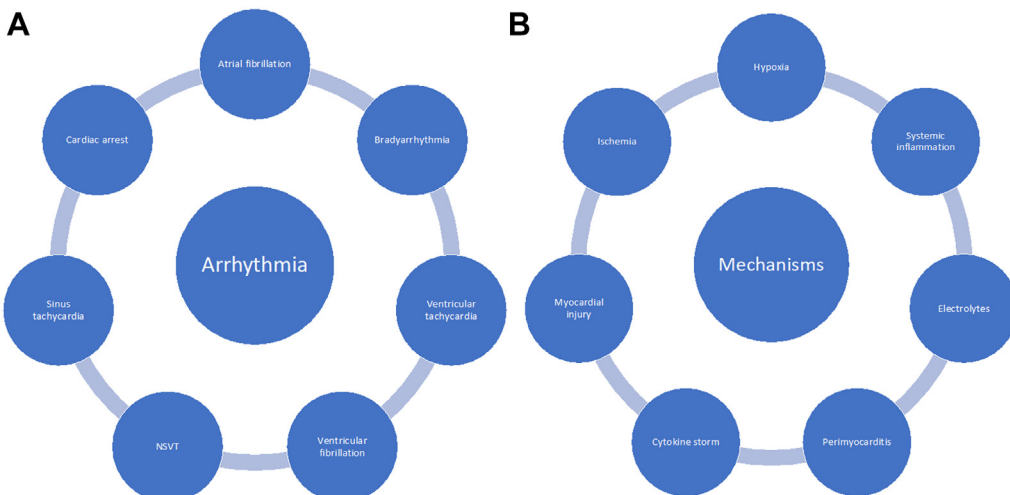 A
Atrial fibrillation
Bradyarrhythmia
Ventricular
tachycardia
Ventricular
fibrillation
NSVT
Sinus
tachycardia
Cardiac arrest
Arrhythmia
B
Hypoxia
Systemic
inflammation
Electrolytes
Perimyocarditis
Cytokine storm
Myocardial
injury
Ischemia
Mechanisms